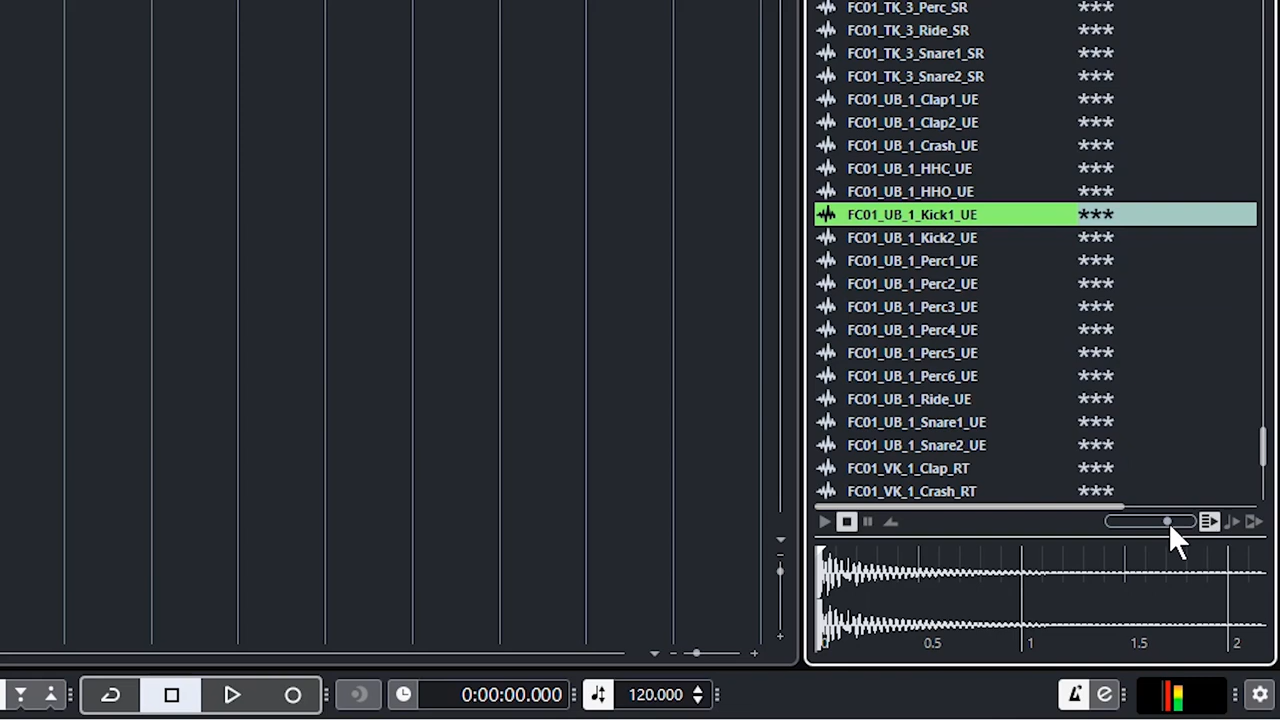 FC01_TK_3_Perc_SR ***
FC01_TK_3_Ride_SR ***
FC01_TK_3_Snare1_SR ***
FC01_TK_3_Snare2_SR ***
FC01_UB_1_Clap1_UE ***
FC01_UB_1_Clap2_UE ***
FC01_UB_1_Crash_UE ***
FC01_UB_1_HHC_UE ***
FC01_UB_1_HHO_UE ***
FC01_UB_1_Kick1_UE ***
FC01_UB_1_Kick2_UE ***
FC01_UB_1_Perc1_UE ***
FC01_UB_1_Perc2_UE ***
FC01_UB_1_Perc3_UE ***
FC01_UB_1_Perc4_UE ***
FC01_UB_1_Perc5_UE ***
FC01_UB_1_Perc6_UE ***
FC01_UB_1_Ride_UE ***
FC01_UB_1_Snare1_UE ***
FC01_UB_1_Snare2_UE ***
FC01_VK_1_Clap_RT ***
FC01_VK_1_Crash_RT ***
0 0.5 1 1.5 2
0:00:00.000 120.000 e